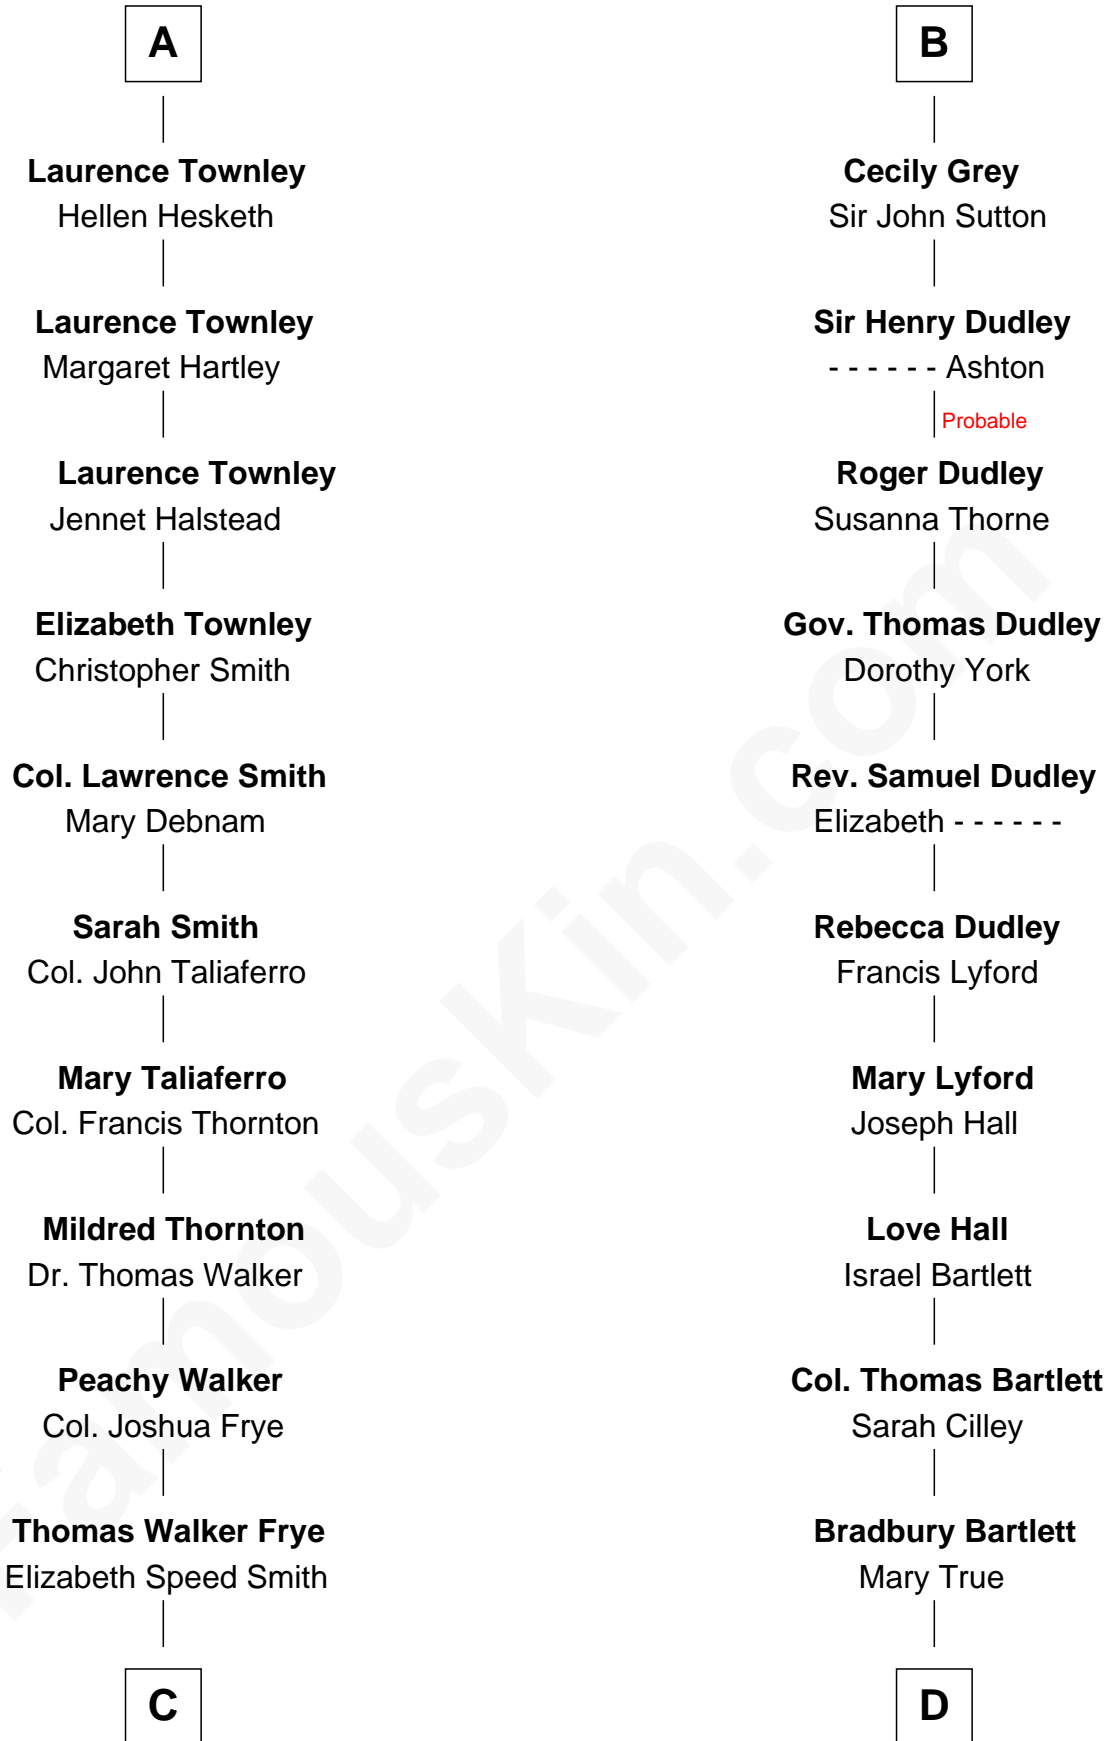 A
Laurence Townley
Hellen Hesketh
Laurence Townley
Margaret Hartley
Laurence Townley
Jennet Halstead
Elizabeth Townley
Christopher Smith
Col. Lawrence Smith
Mary Debnam
Sarah Smith
Col. John Taliaferro
Mary Taliaferro
Col. Francis Thornton
Mildred Thornton
Dr. Thomas Walker
Peachy Walker
Col. Joshua Frye
Thomas Walker Frye
Elizabeth Speed Smith
C
B
Cecily Grey
Sir John Sutton
Sir Henry Dudley
- - - - - - Ashton
Probable
Roger Dudley
Susanna Thorne
Gov. Thomas Dudley
Dorothy York
Rev. Samuel Dudley
Elizabeth - - - - - -
Rebecca Dudley
Francis Lyford
Mary Lyford
Joseph Hall
Love Hall
Israel Bartlett
Col. Thomas Bartlett
Sarah Cilley
Bradbury Bartlett
Mary True
D
FamousKin.com